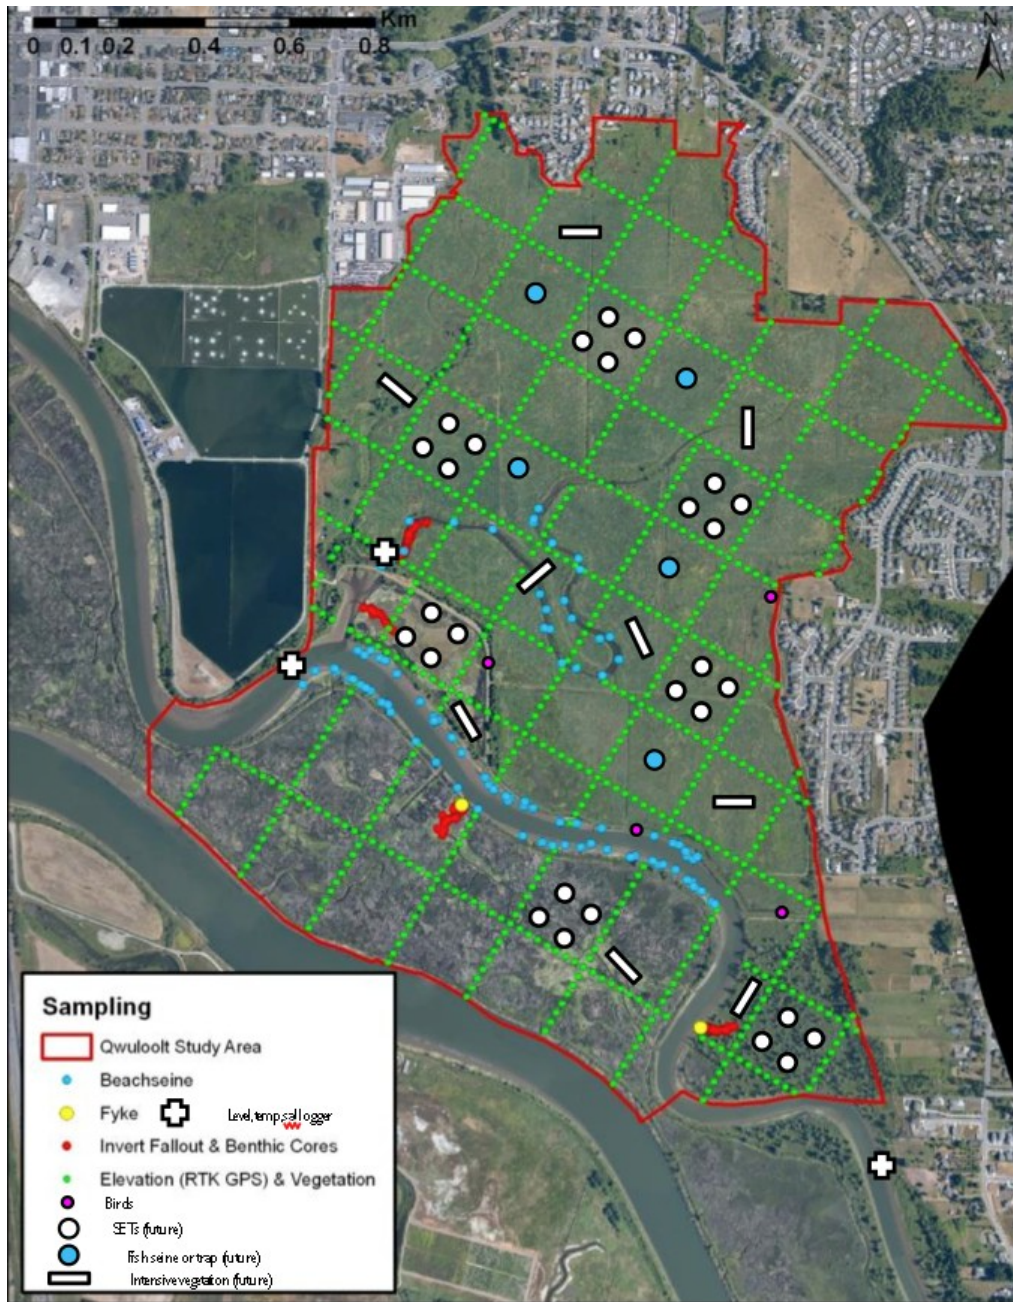 Km
N
0 0.1 0.2 0.4 0.6 0.8
Sampling
Qwuloolt Study Area
Beachseine
Fyke Level, temp, sal logger
Invert Fallout & Benthic Cores
Elevation (RTK GPS) & Vegetation
Birds
SETs (future)
Fish seine or trap (future)
Intensive vegetation (future)